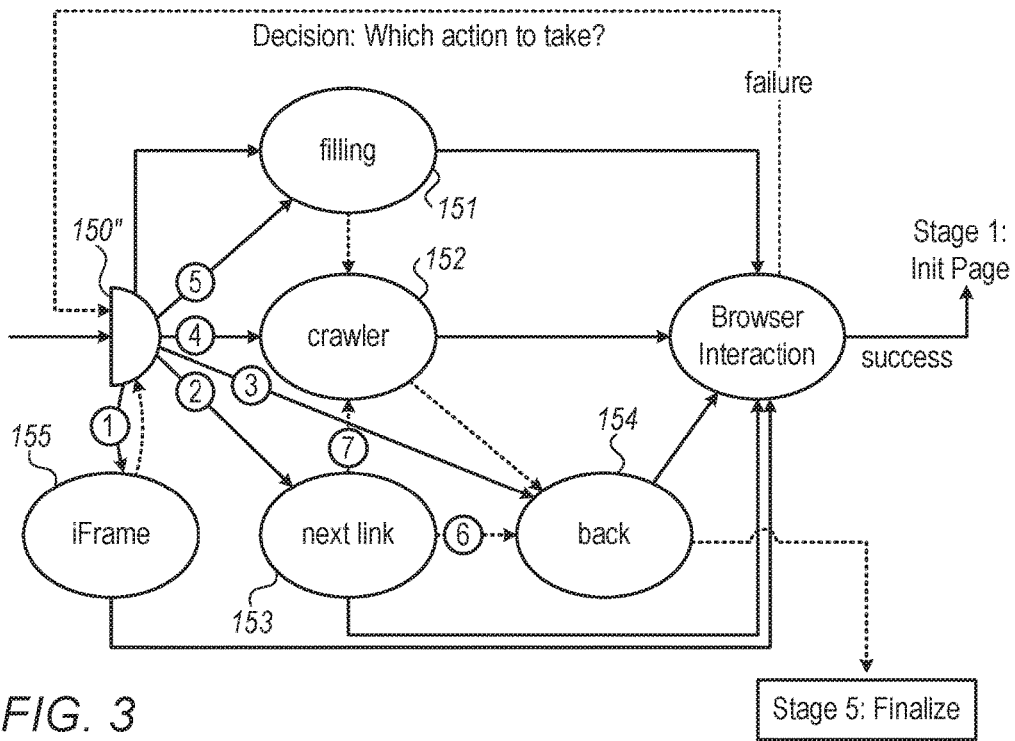 Decision: Which action to take?
failure
filling
151
150"
Stage 1:
Init Page
152
5
4
crawler
Browser
Interaction
success
3
2
1
7
155
154
iFrame
next link
6
back
153
FIG. 3
Stage 5: Finalize